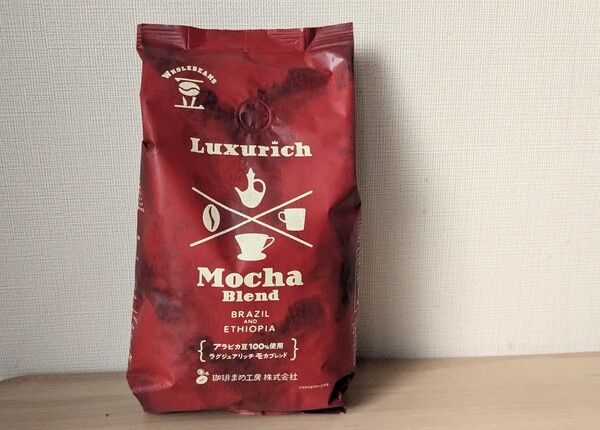 WHOLEBEANS
豆
Luxurich
Mocha
Blend
BRAZIL
AND
ETHIOPIA
アラビカ豆100%使用
ラグジュアリッチ モカブレンド
珈琲まめ工房 株式会社